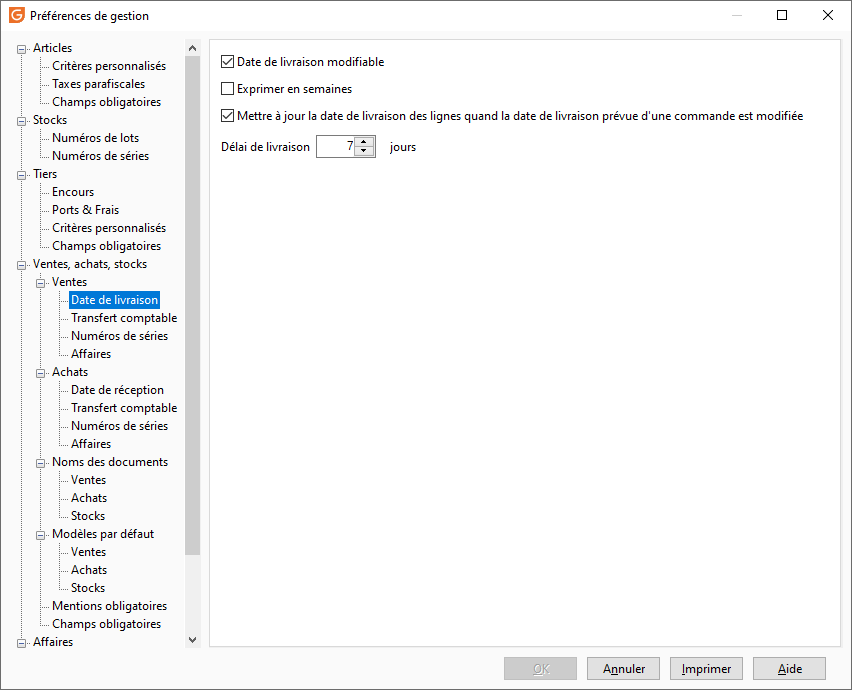 Préférences de gestion
Articles
Critères personnalisés
Taxes parafiscales
Champs obligatoires
Stocks
Numéros de lots
Numéros de séries
Tiers
Encours
Ports & Frais
Critères personnalisés
Champs obligatoires
Ventes, achats, stocks
Ventes
Date de livraison
Transfert comptable
Numéros de séries
Affaires
Achats
Date de réception
Transfert comptable
Numéros de séries
Affaires
Noms des documents
Ventes
Achats
Stocks
Modèles par défaut
Ventes
Achats
Stocks
Mentions obligatoires
Champs obligatoires
Affaires
Date de livraison modifiable
Exprimer en semaines
Mettre à jour la date de livraison des lignes quand la date de livraison prévue d'une commande est modifiée
Délai de livraison 7 jours
OK Annuler Imprimer Aide